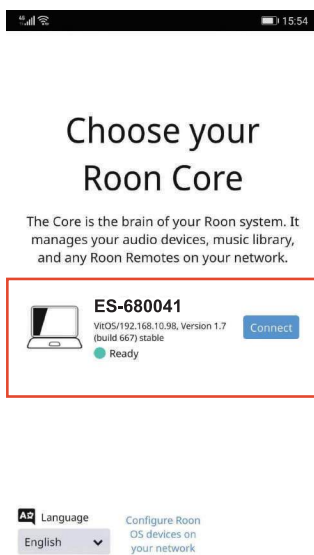 15:54
Choose your
Roon Core
The Core is the brain of your Roon system. It
manages your audio devices, music library,
and any Roon Remotes on your network.
ES-680041
VitOS/192.168.10.98, Version 1.7
(build 667) stable
Connect
Ready
Language
English
Configure Roon
OS devices on
your network